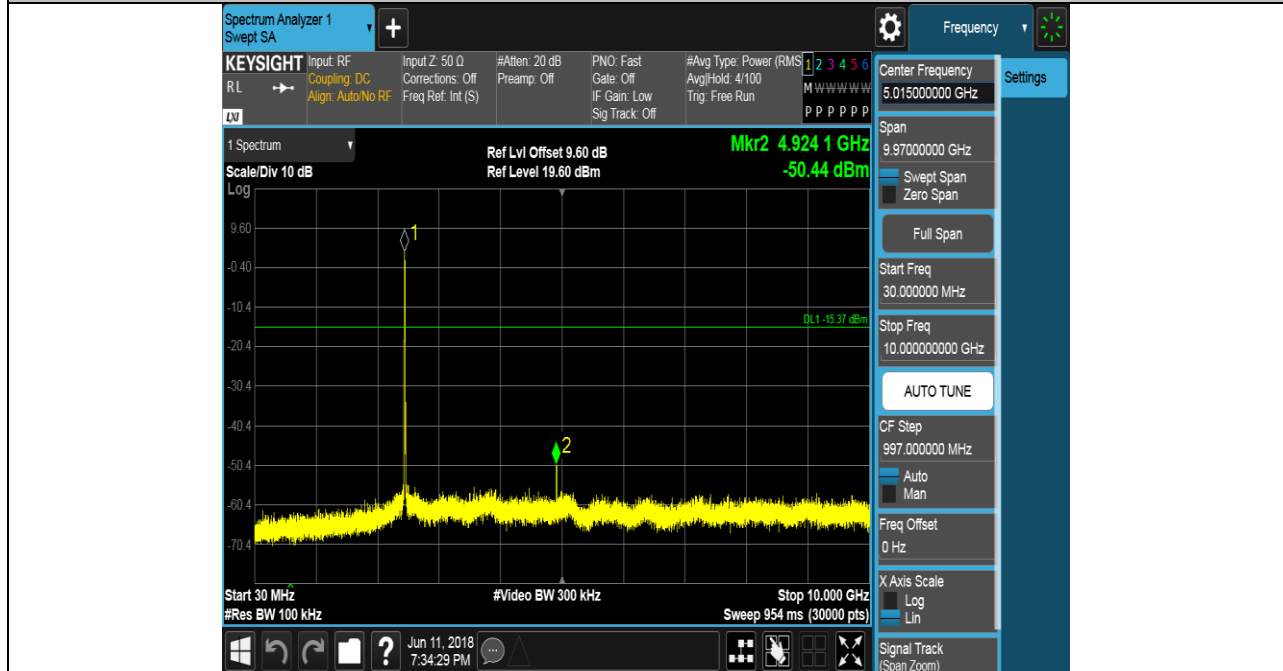 Spectrum Analyzer 1
Swept SA
+
Frequency
KEYSIGHT
RL
LXI
Input: RF
Coupling: DC
Align: Auto/No RF
Input Z: 50 Ω
Corrections: Off
Freq Ref: Int (S)
#Atten: 20 dB
Preamp: Off
PNO: Fast
Gate: Off
IF Gain: Low
Sig Track: Off
#Avg Type: Power (RMS
Avg|Hold: 4/100
Trig: Free Run
1 2 3 4 5 6
M W W W W W
P P P P P P
1 Spectrum
Scale/Div 10 dB
Log
Ref Lvl Offset 9.60 dB
Ref Level 19.60 dBm
Mkr2 4.924 1 GHz
-50.44 dBm
9.60
-0.40
-10.4
-20.4
-30.4
-40.4
-50.4
-60.4
-70.4
1
2
DL1 -15.37 dBm
Start 30 MHz
#Res BW 100 kHz
#Video BW 300 kHz
Stop 10.000 GHz
Sweep 954 ms (30000 pts)
Center Frequency
5.015000000 GHz
Span
9.97000000 GHz
Swept Span
Zero Span
Full Span
Start Freq
30.000000 MHz
Stop Freq
10.000000000 GHz
AUTO TUNE
CF Step
997.000000 MHz
Auto
Man
Freq Offset
0 Hz
X Axis Scale
Log
Lin
Signal Track
(Span Zoom)
Settings
?
Jun 11, 2018
7:34:29 PM